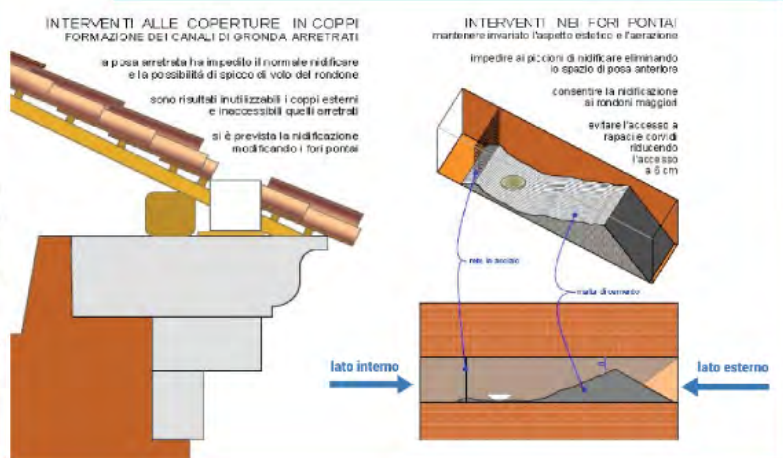 INTERVENTI ALLE COPERTURE IN COPPI
FORMAZIONE DEI CANALI DI GRONDA ARRETRATI
la posa arretrata ha impedito il normale nidificare
e la possibilità di spicco di volo del rondone
sono risultati inutilizzabili i coppi esterni
e inaccessibili quelli arretrati
si è prevista la nidificazione
modificando i fori pontai
INTERVENTI NEI FORI PONTAI
mantenere invariato l'aspetto estetico e l'aerazione
impedire ai piccioni di nidificare eliminando
lo spazio di posa anteriore
consentire la nidificazione
ai rondoni maggiori
evitare l'accesso a
rapaci e corvidi
riducendo
l'accesso
a 6 cm
rete in acciaio
malta di cemento
lato interno
lato esterno